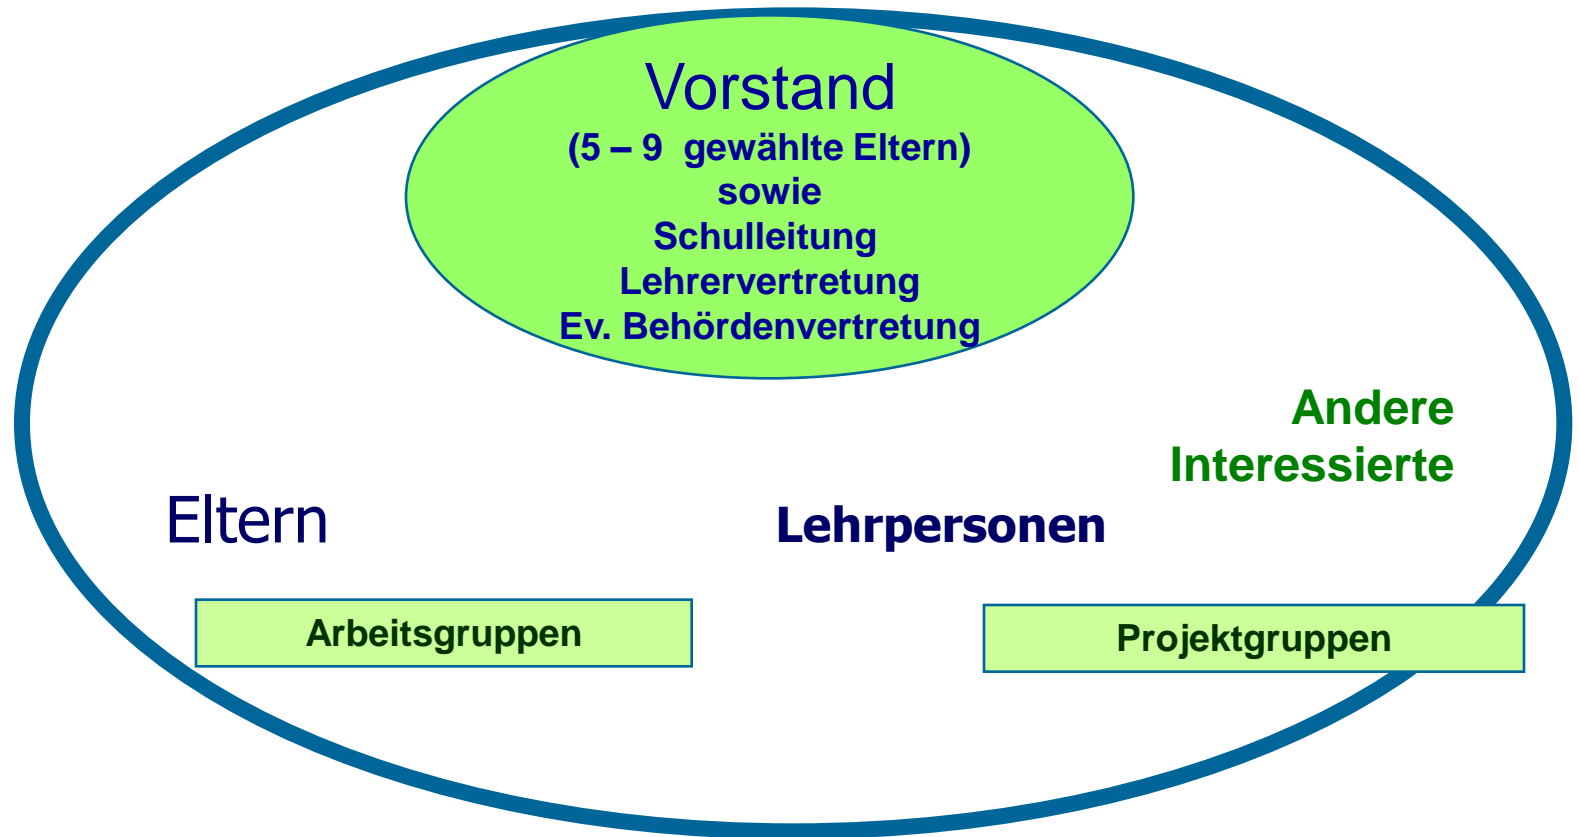 Vorstand
(5 – 9 gewählte Eltern)
sowie
Schulleitung
Lehrervertretung
Ev. Behördenvertretung
Andere
Interessierte
Eltern
Lehrpersonen
Arbeitsgruppen
Projektgruppen